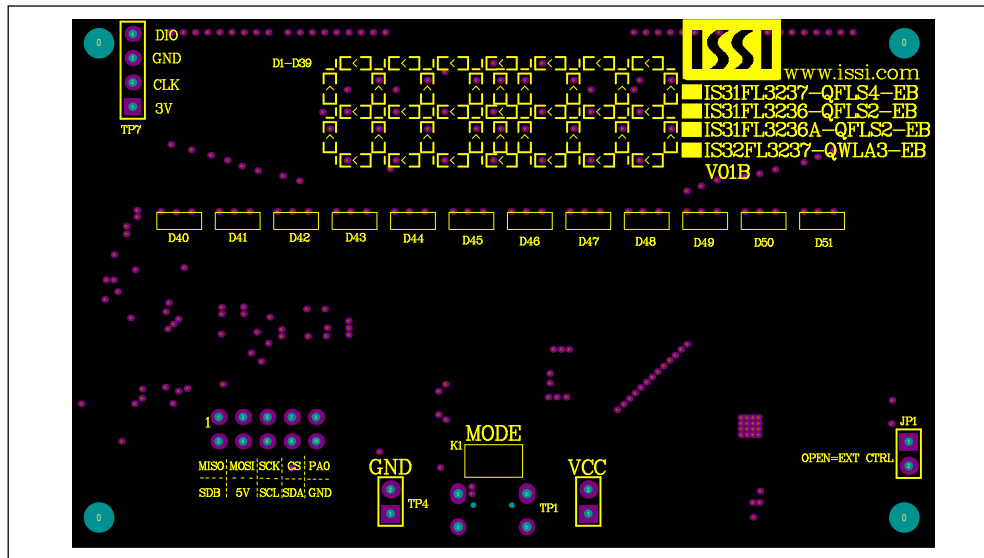 DIO
GND
CLK
3V
TP7
D1-D39
ISSI
www.issi.com
IS31FL3237-QFLS4-EB
IS31FL3236-QFLS2-EB
IS31FL3236A-QFLS2-EB
IS32FL3237-QWLA3-EB
V01B
D40 D41 D42 D43 D44 D45 D46 D47 D48 D49 D50 D51
1
MISO MOSI SCK CS PA0
SDB 5V SCL SDA GND
GND
TP4
K1
MODE
TP1
VCC
JP1
OPEN=EXT CTRL